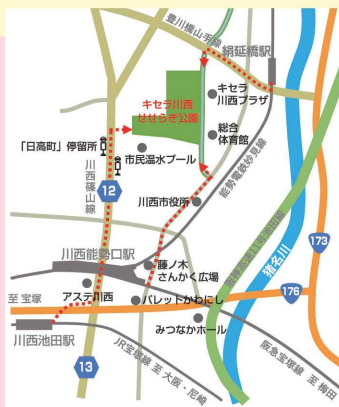 豊川橋山手線
絹延橋駅
キセラ川西
せせらぎ公園
キセラ
川西プラザ
「日高町」停留所
総合
体育館
市民温水プール
能勢電鉄妙見線
川西篠山線
12
川西市役所
173
猪名川
川西能勢口駅
藤ノ木
さんかく広場
至 宝塚
アステ川西
パレットかわにし
176
みつなかホール
川西池田駅
13
JR宝塚線 至 大阪・尼崎
阪急宝塚線 至 梅田